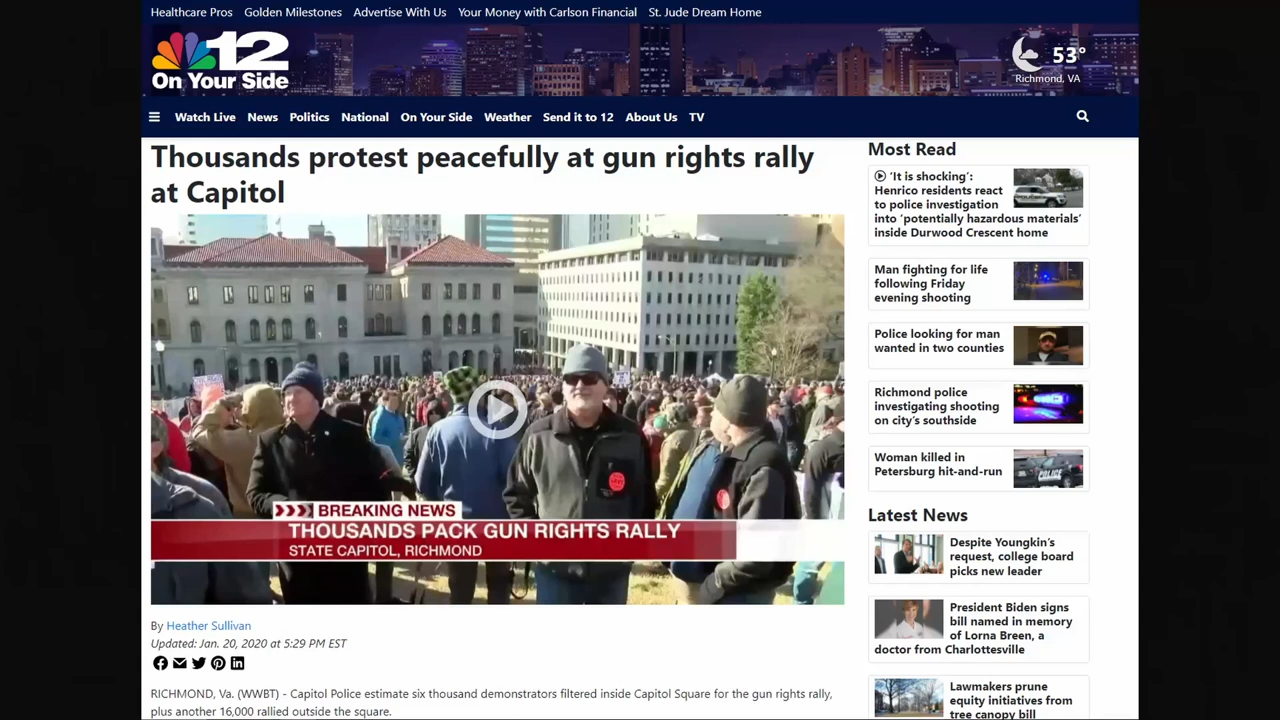 Healthcare Pros Golden Milestones Advertise With Us Your Money with Carlson Financial St. Jude Dream Home
12
On Your Side
53°
Richmond, VA
Watch Live News Politics National On Your Side Weather Send it to 12 About Us TV
Thousands protest peacefully at gun rights rally
at Capitol
BREAKING NEWS
THOUSANDS PACK GUN RIGHTS RALLY
STATE CAPITOL, RICHMOND
By Heather Sullivan
Updated: Jan. 20, 2020 at 5:29 PM EST
RICHMOND, Va. (WWBT) - Capitol Police estimate six thousand demonstrators filtered inside Capitol Square for the gun rights rally,
plus another 16,000 rallied outside the square.
Most Read
‘It is shocking’:
Henrico residents react
to police investigation
into ‘potentially hazardous materials’
inside Durwood Crescent home
Man fighting for life
following Friday
evening shooting
Police looking for man
wanted in two counties
Richmond police
investigating shooting
on city’s southside
Woman killed in
Petersburg hit-and-run
POLICE
Latest News
Despite Youngkin’s
request, college board
picks new leader
President Biden signs
bill named in memory
of Lorna Breen, a
doctor from Charlottesville
Lawmakers prune
equity initiatives from
tree canopy bill